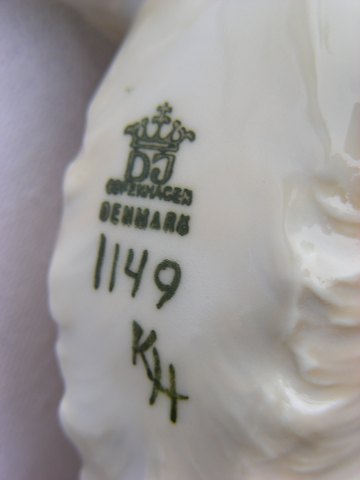 DJ
COPENHAGEN
DENMARK
1149
KH